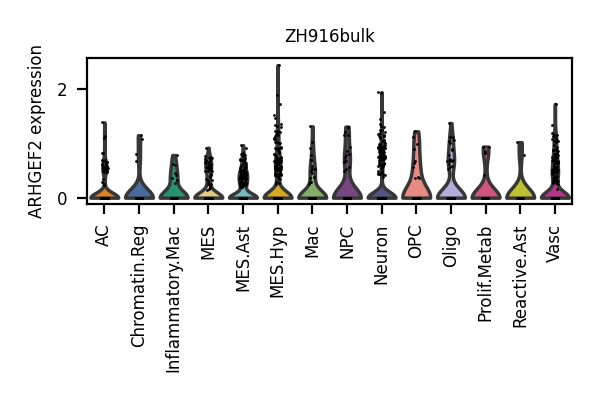 ZH916bulk
ARHGEF2 expression
2
0
AC
Chromatin.Reg
Inflammatory.Mac
MES
MES.Ast
MES.Hyp
Mac
NPC
Neuron
OPC
Oligo
Prolif.Metab
Reactive.Ast
Vasc